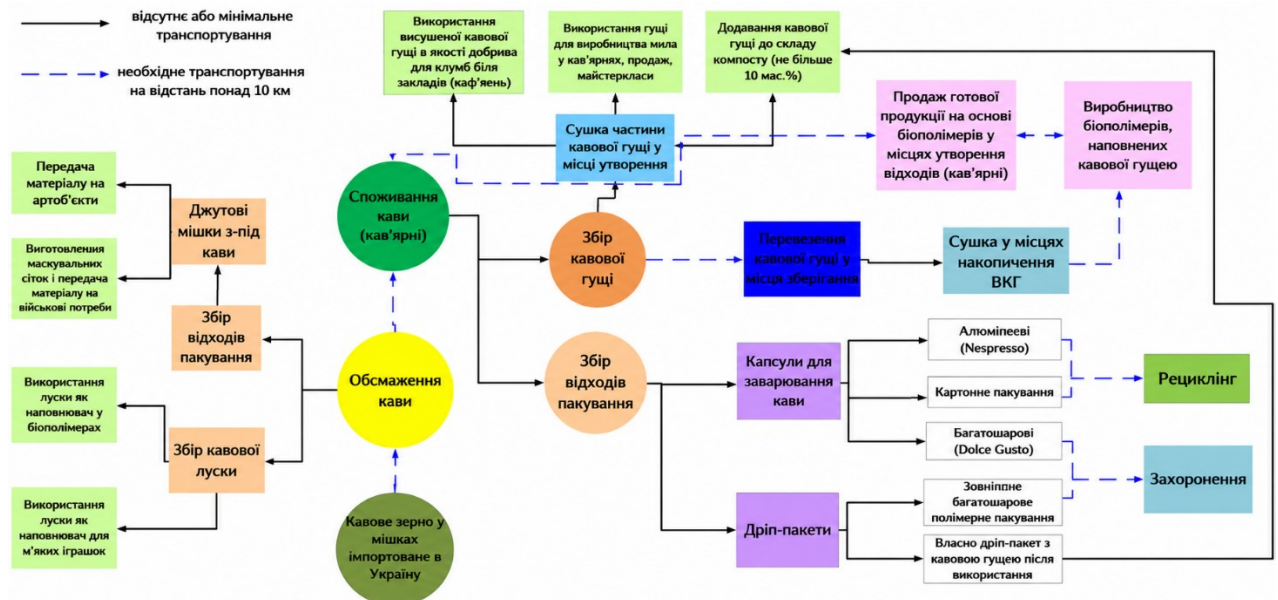 відсутнє або мінімальне
транспортування
необхідне транспортування
на відстань понад 10 км
Використання
висушеної кавової
гущі в якості добрива
для клумб біля
закладів (каф'яень)
Використання гущі
для виробництва мила
у кав'ярнях, продаж,
майстеркласи
Додавання кавової
гущі до складу
компосту (не більше
10 мас.%)
Сушка частини
кавової гущі у
місці утворення
Продаж готової
продукції на основі
біополімерів у
місцях утворення
відходів (кав'ярні)
Виробництво
біополімерів,
наповнених
кавової гущею
Передача
матеріалу на
артоб'єкти
Джутові
мішки з-під
кави
Виготовлення
маскувальних
сіток і передача
матеріалу на
військові потреби
Споживання
кави
(кав'ярні)
Збір
кавової
гущі
Перевезення
кавової гущі у
місця зберігання
Сушка у місцях
накопичення
ВКГ
Збір
відходів
пакування
Обсмаження
кави
Збір
відходів
пакування
Капсули для
заварювання
кави
Алюміпеєві
(Nespresso)
Картонне пакування
Багатошарові
(Dolce Gusto)
Рециклінг
Використання
луски як
наповнювач у
біополімерах
Збір кавової
луски
Використання
луски як
наповнювач для
м'яких іграшок
Кавове зерно у
мішках
імпортоване в
Україну
Дріп-пакети
Зовніппне
багатошарове
полімерне пакування
Власно дріп-пакет з
кавовою гущею після
використання
Захоронення